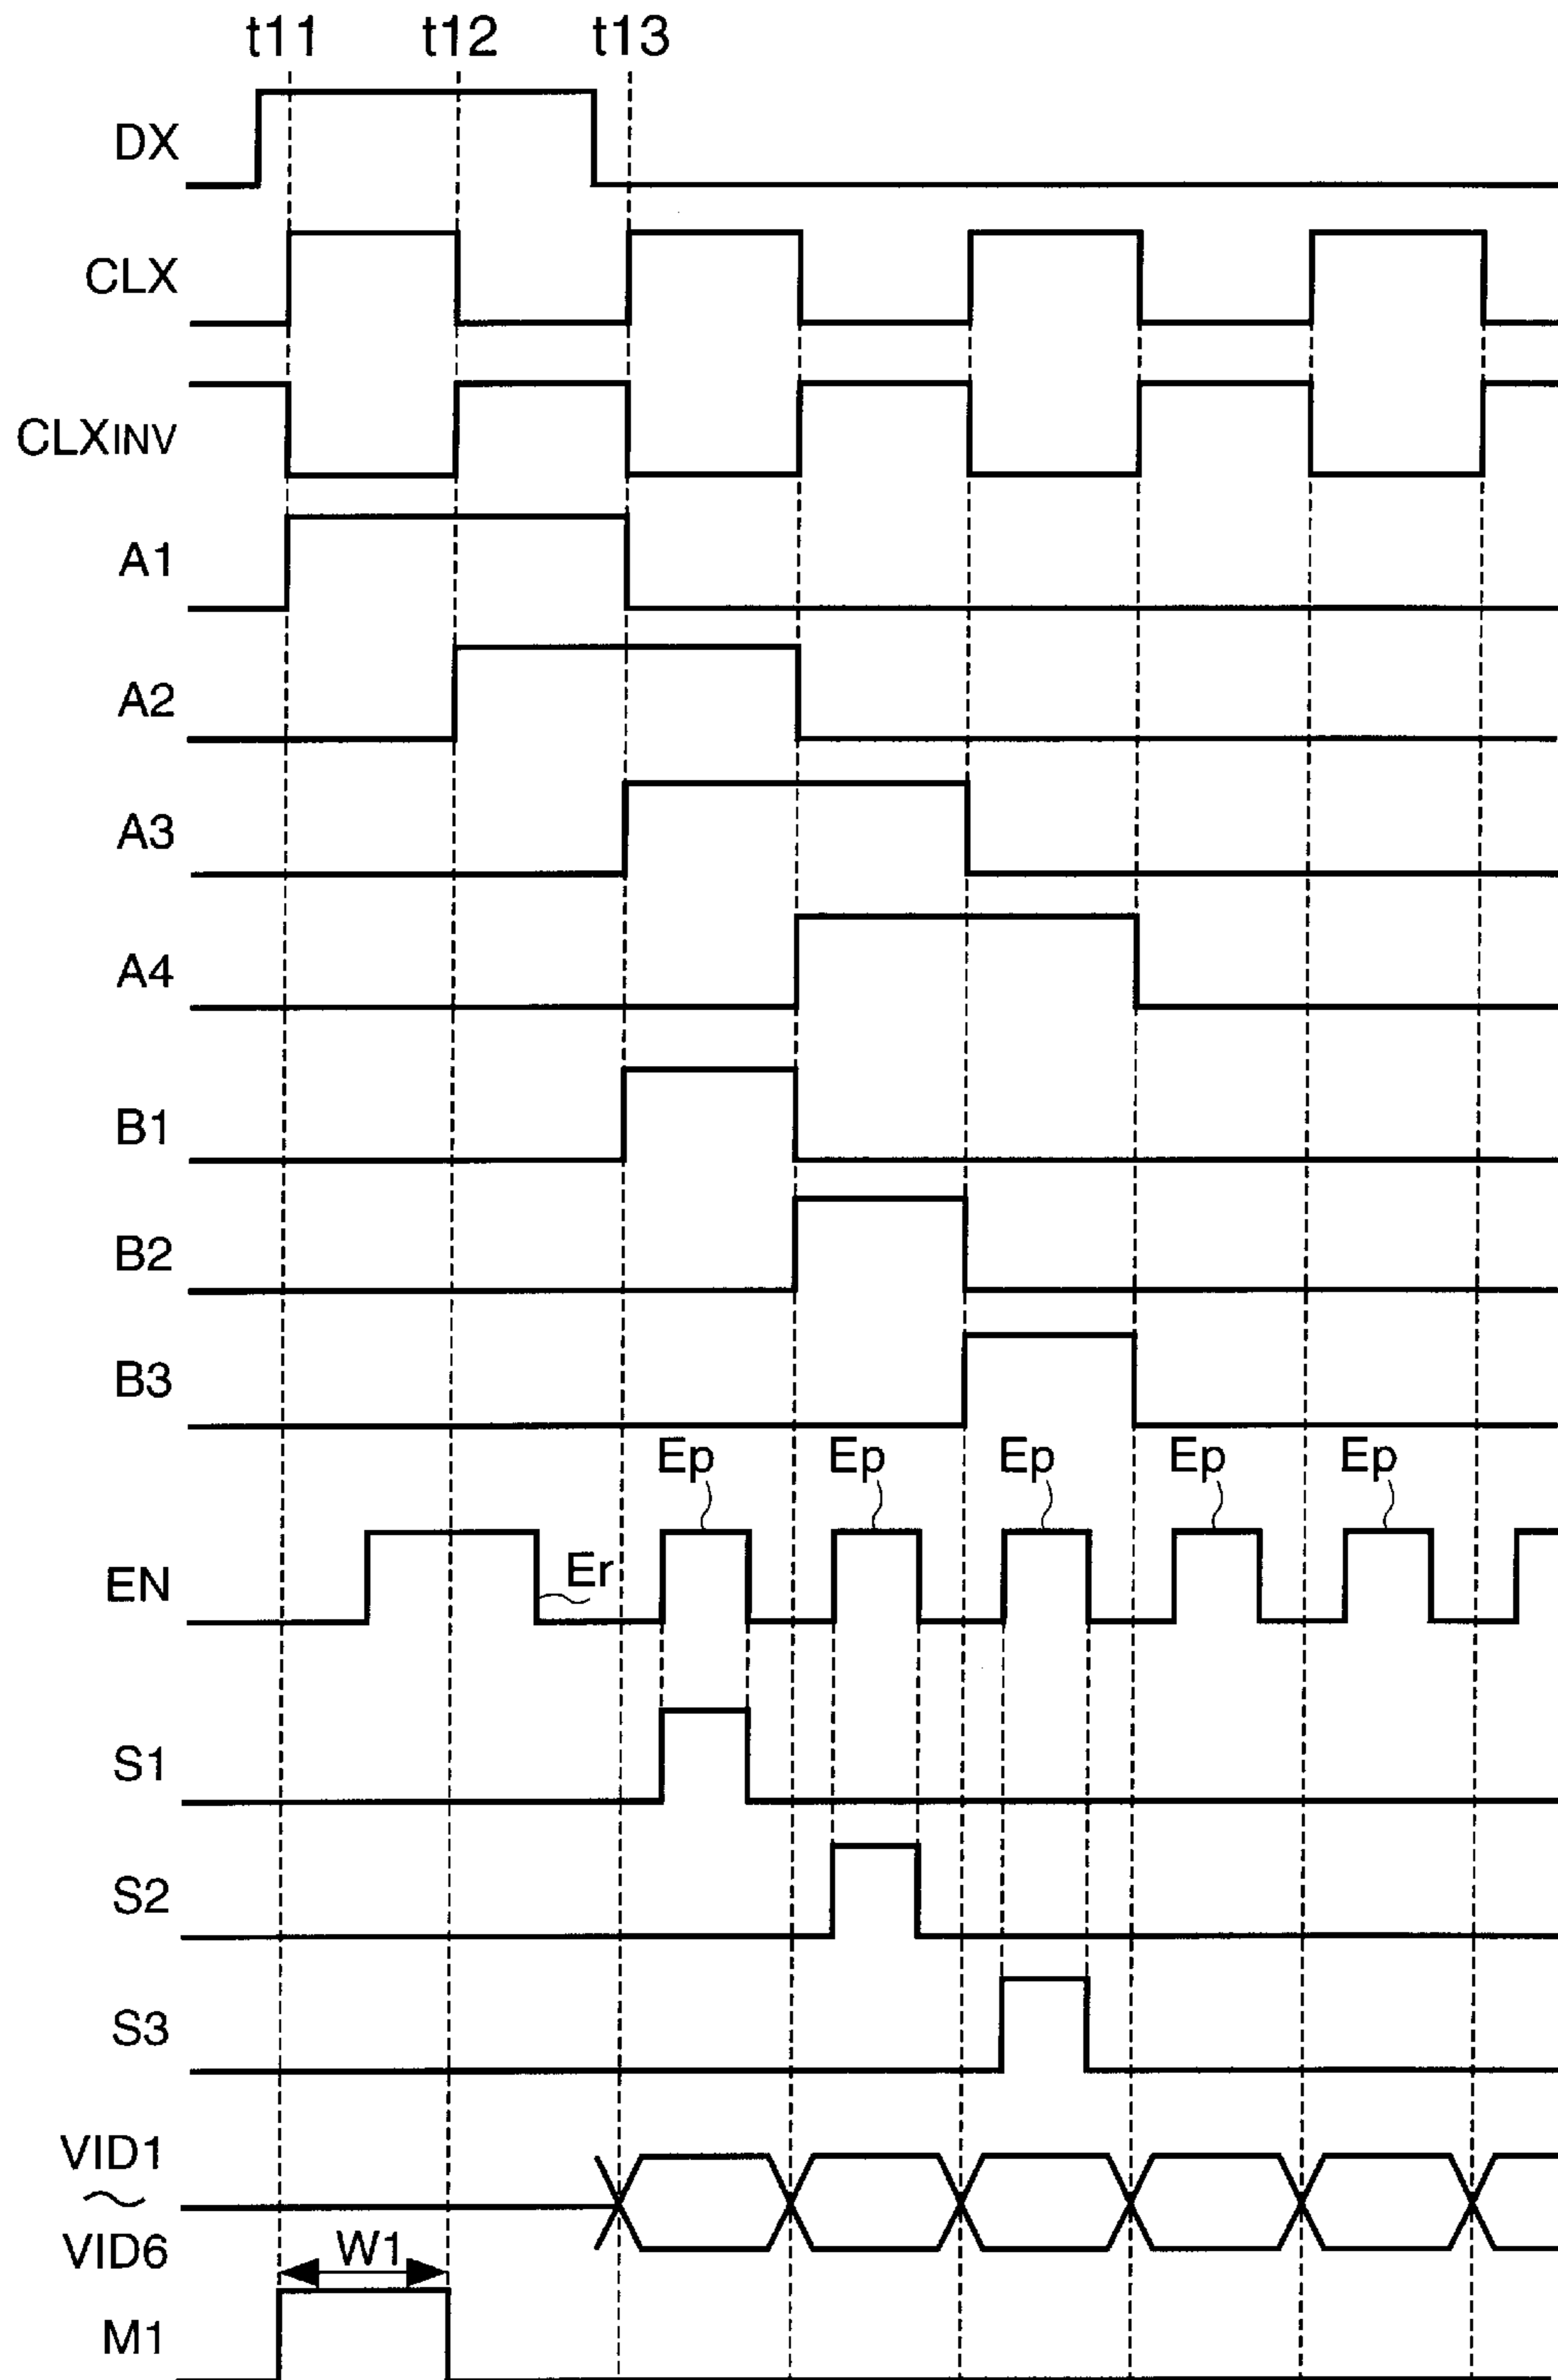 t11 t12 t13
DX
CLX
CLXINV
A1
A2
A3
A4
B1
B2
B3
Ep Ep Ep Ep Ep
EN Er
S1
S2
S3
VID1
~
VID6
W1
M1